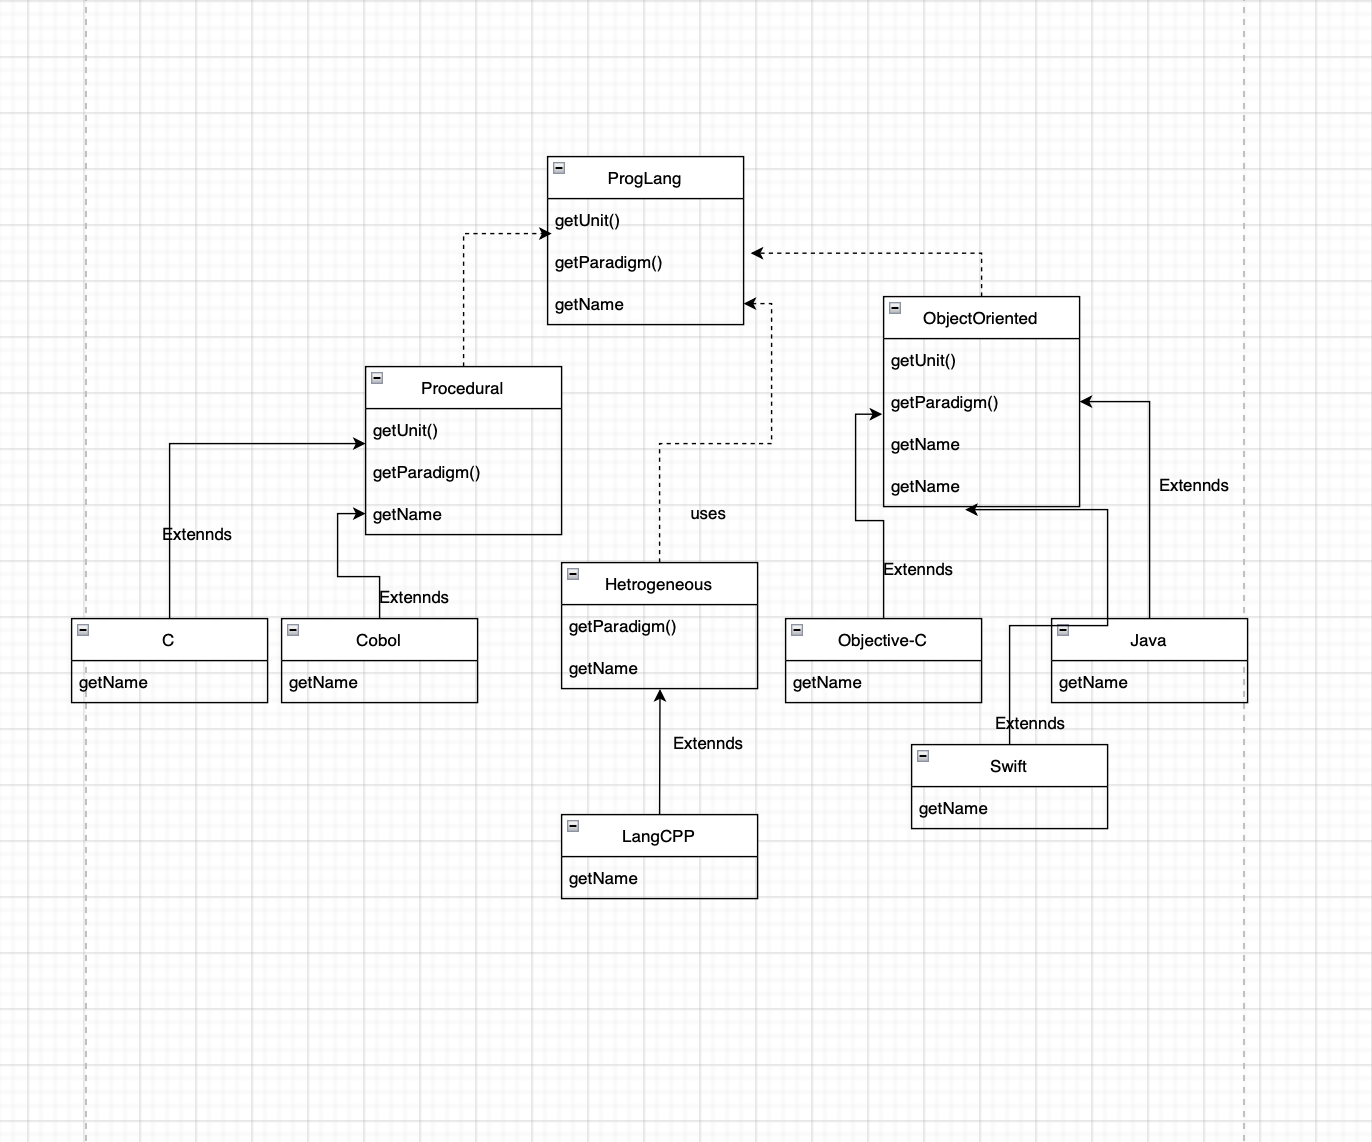 ProgLang
getUnit()
getParadigm()
getName
ObjectOriented
getUnit()
getParadigm()
getName
getName
Procedural
getUnit()
getParadigm()
getName
Extennds
uses
Extennds
Extennds
Extennds
Hetrogeneous
getParadigm()
getName
C
getName
Cobol
getName
Objective-C
getName
Java
getName
Extennds
Extennds
Swift
getName
LangCPP
getName